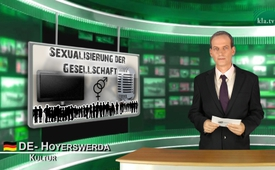 kla.tv
SEXUALISIERUNG DER
GESELLSCHAFT
DE- HOYERSWERDA
KULTUR